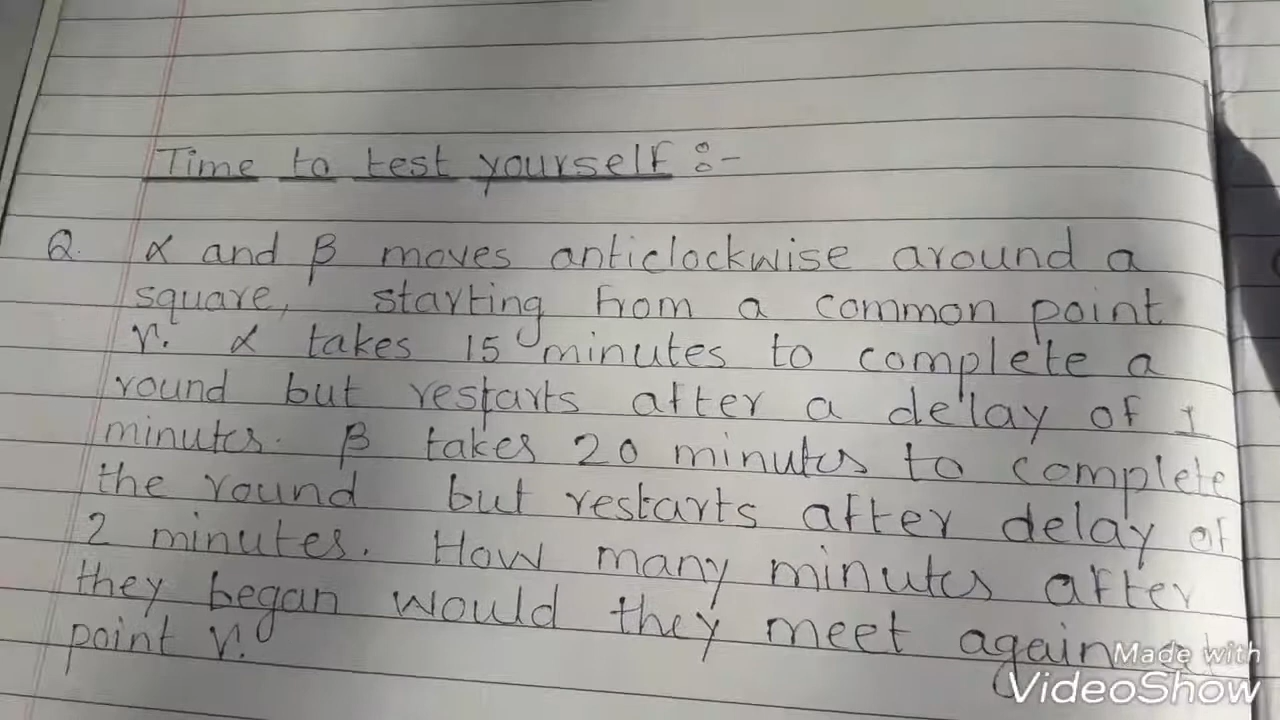 Time to test yourself :-
Q. α and β moves anticlockwise around a
square, starting from a common point
r. α takes 15 minutes to complete a
round but restarts after a delay of 1
minutes. β takes 20 minutes to complete
the round but restarts after delay of
2 minutes. How many minutes after
they began would they meet again
point r.
Made with
VideoShow